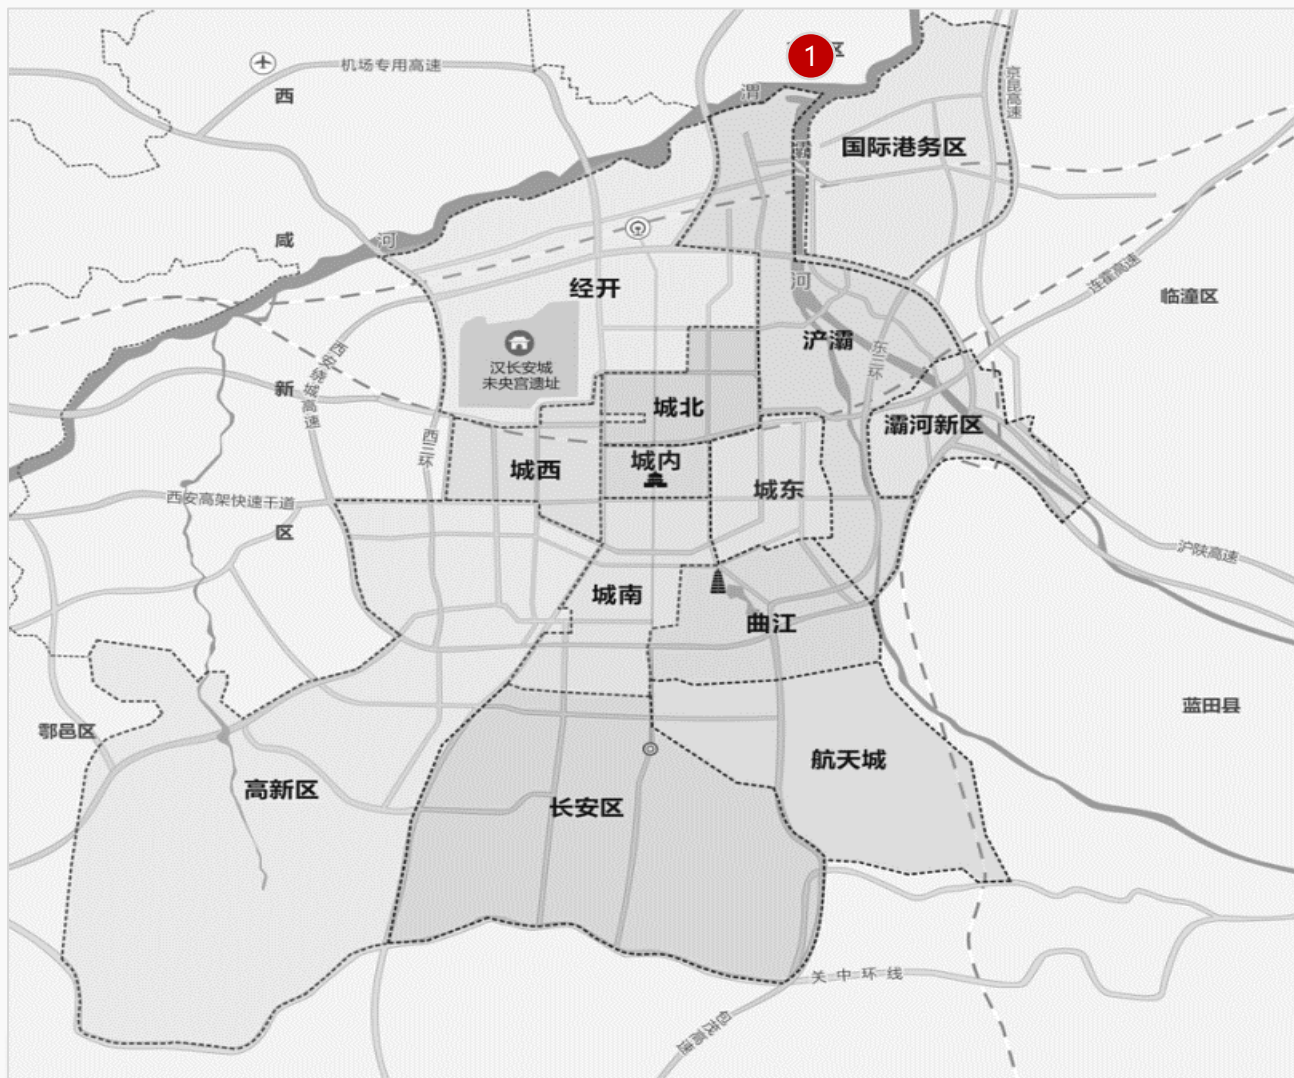 1
区
机场专用高速
西
渭
京昆高速
国际港务区
灞
咸
河
河
经开
连霍高速
临潼区
浐灞
东三环
汉长安城
未央宫遗址
西安绕城高速
新
城北
西三环
灞河新区
城西
城内
城东
西安高架快速干道
区
沪陕高速
城南
曲江
蓝田县
鄠邑区
航天城
高新区
长安区
关中环线
包茂高速